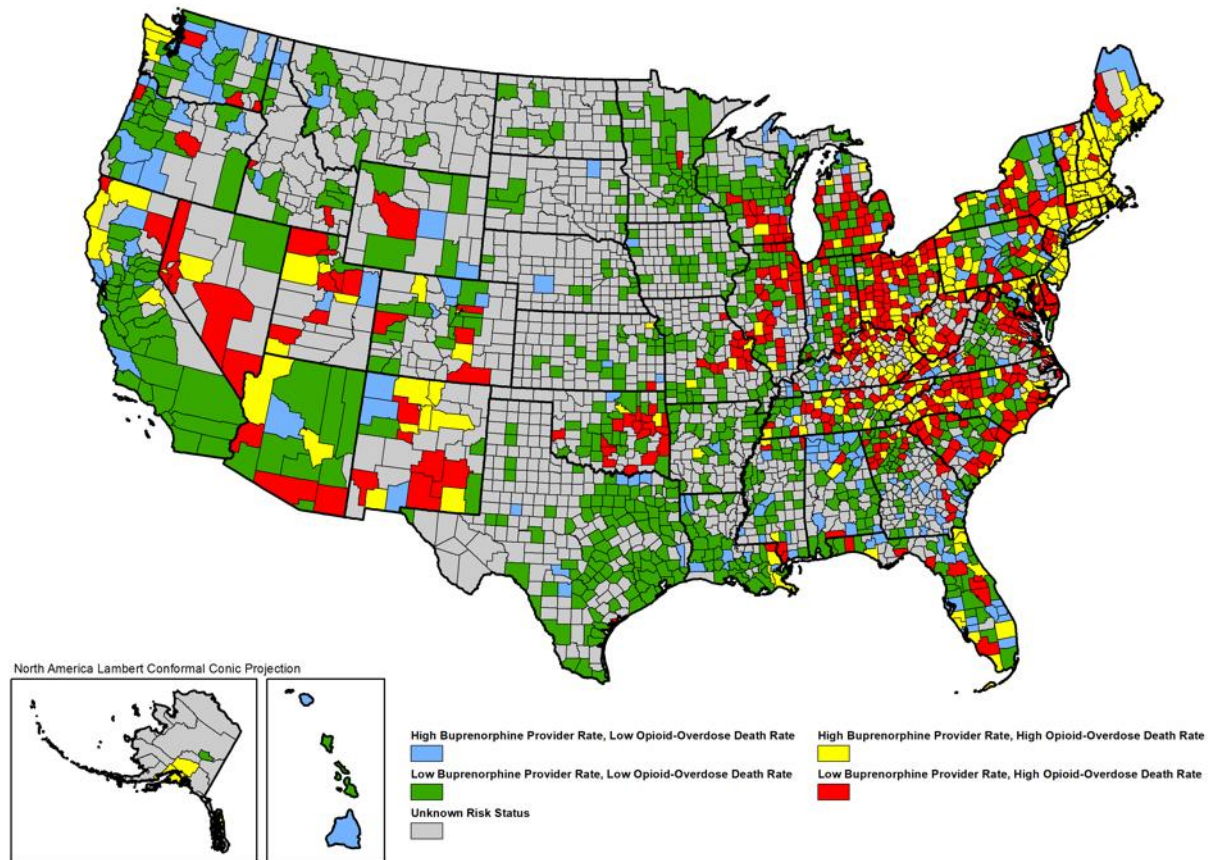 North America Lambert Conformal Conic Projection
High Buprenorphine Provider Rate, Low Opioid-Overdose Death Rate
High Buprenorphine Provider Rate, High Opioid-Overdose Death Rate
Low Buprenorphine Provider Rate, Low Opioid-Overdose Death Rate
Low Buprenorphine Provider Rate, High Opioid-Overdose Death Rate
Unknown Risk Status